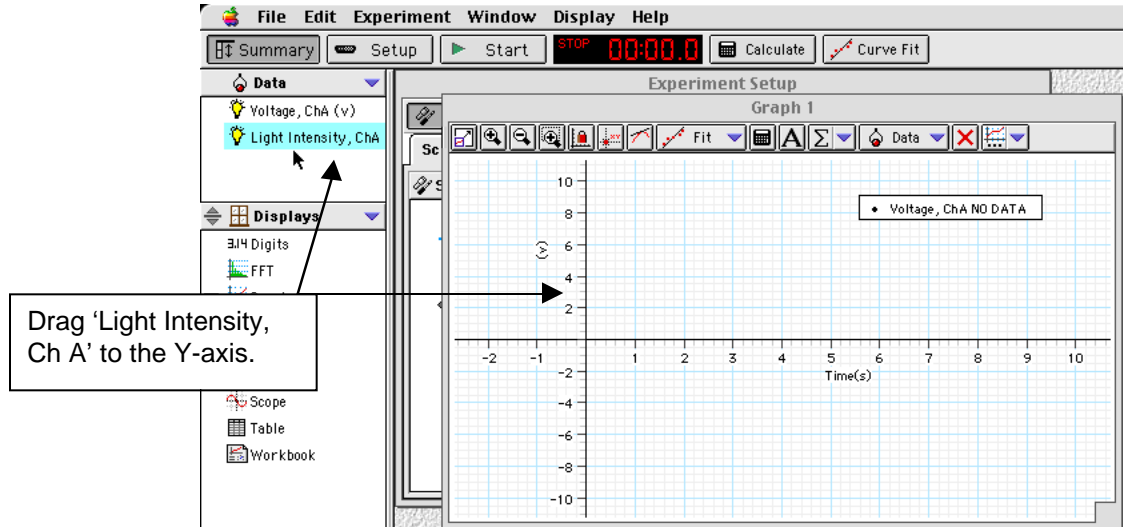 File Edit Experiment Window Display Help
Summary Setup Start STOP 00:00.0 Calculate Curve Fit
Data
Voltage, ChA (v)
Light Intensity, ChA
Displays
3.14 Digits
FFT
Scope
Table
Workbook
Drag ‘Light Intensity,
Ch A’ to the Y-axis.
Experiment Setup
Sc
S
Graph 1
Fit A Σ Data
Voltage, ChA NO DATA
(v)
10
8
6
4
2
-2
-4
-6
-8
-10
-2 -1 1 2 3 4 5 6 7 8 9 10
Time(s)